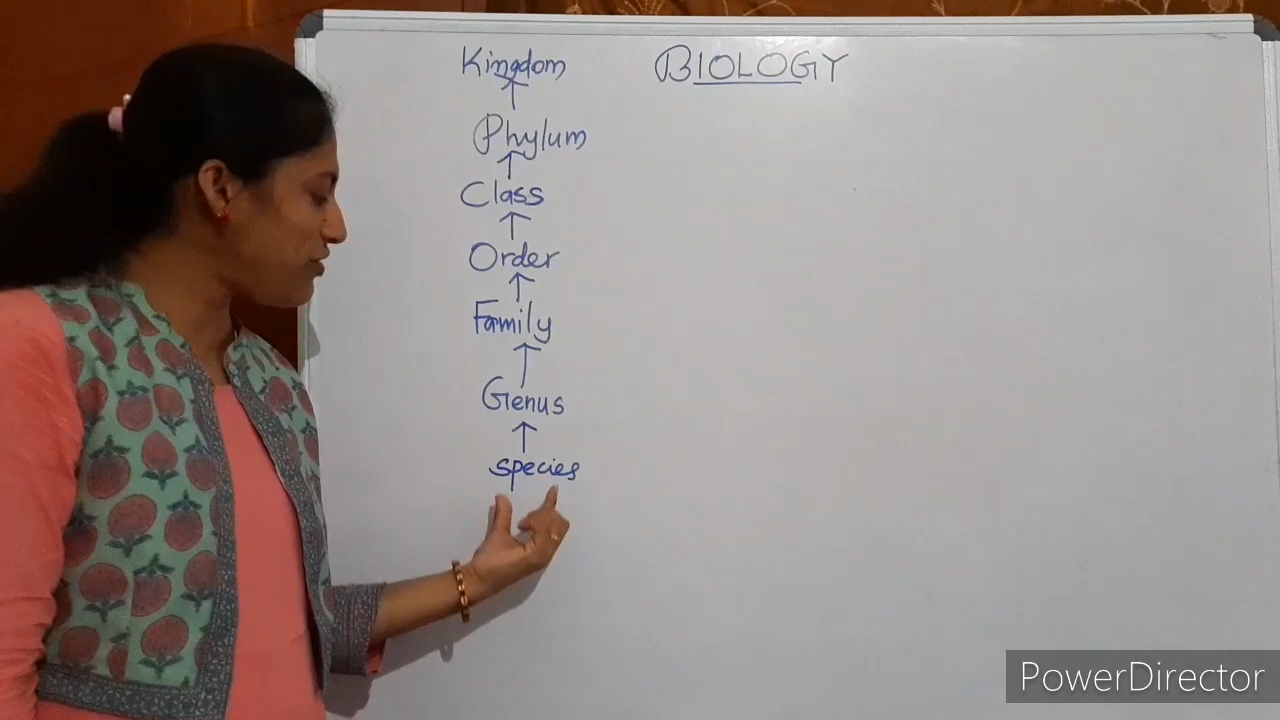 Kingdom
BIOLOGY
Phylum
Class
Order
Family
Genus
species
PowerDirector